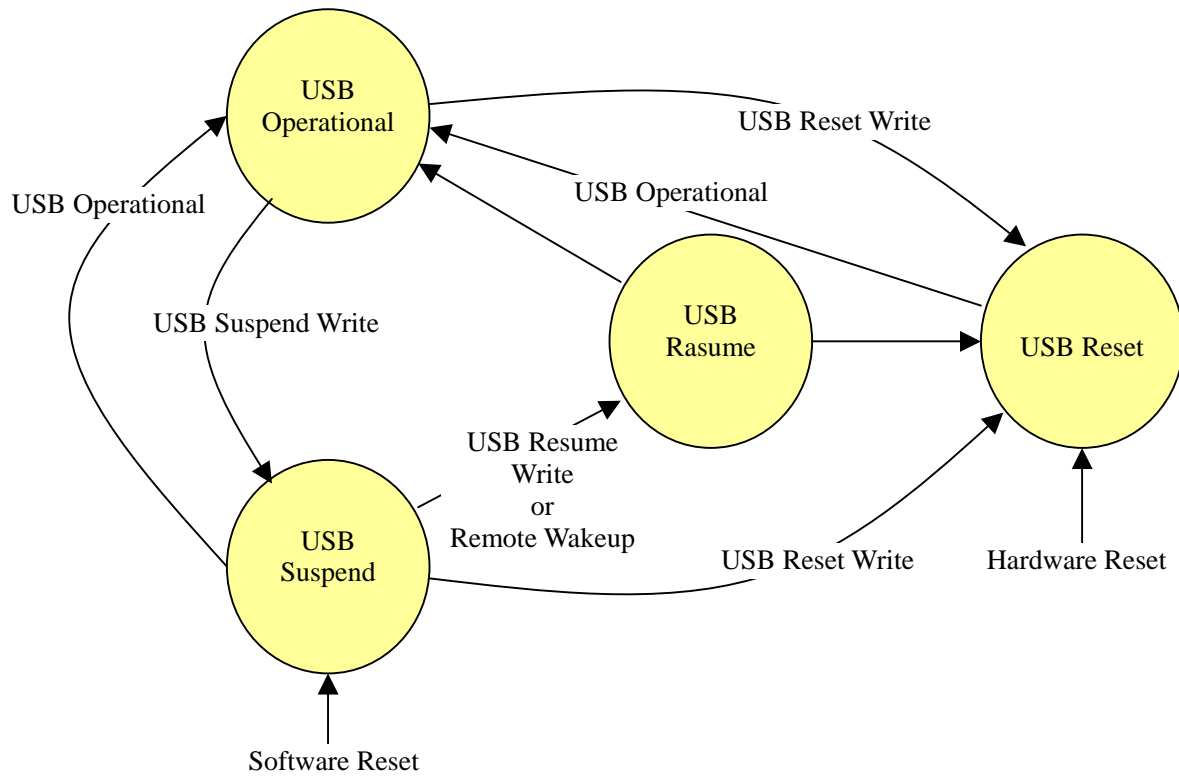 USB
Operational
USB Reset Write
USB Operational
USB Operational
USB Suspend Write
USB
Rasume
USB Reset
USB Resume
Write
or
Remote Wakeup
USB
Suspend
USB Reset Write
Hardware Reset
Software Reset